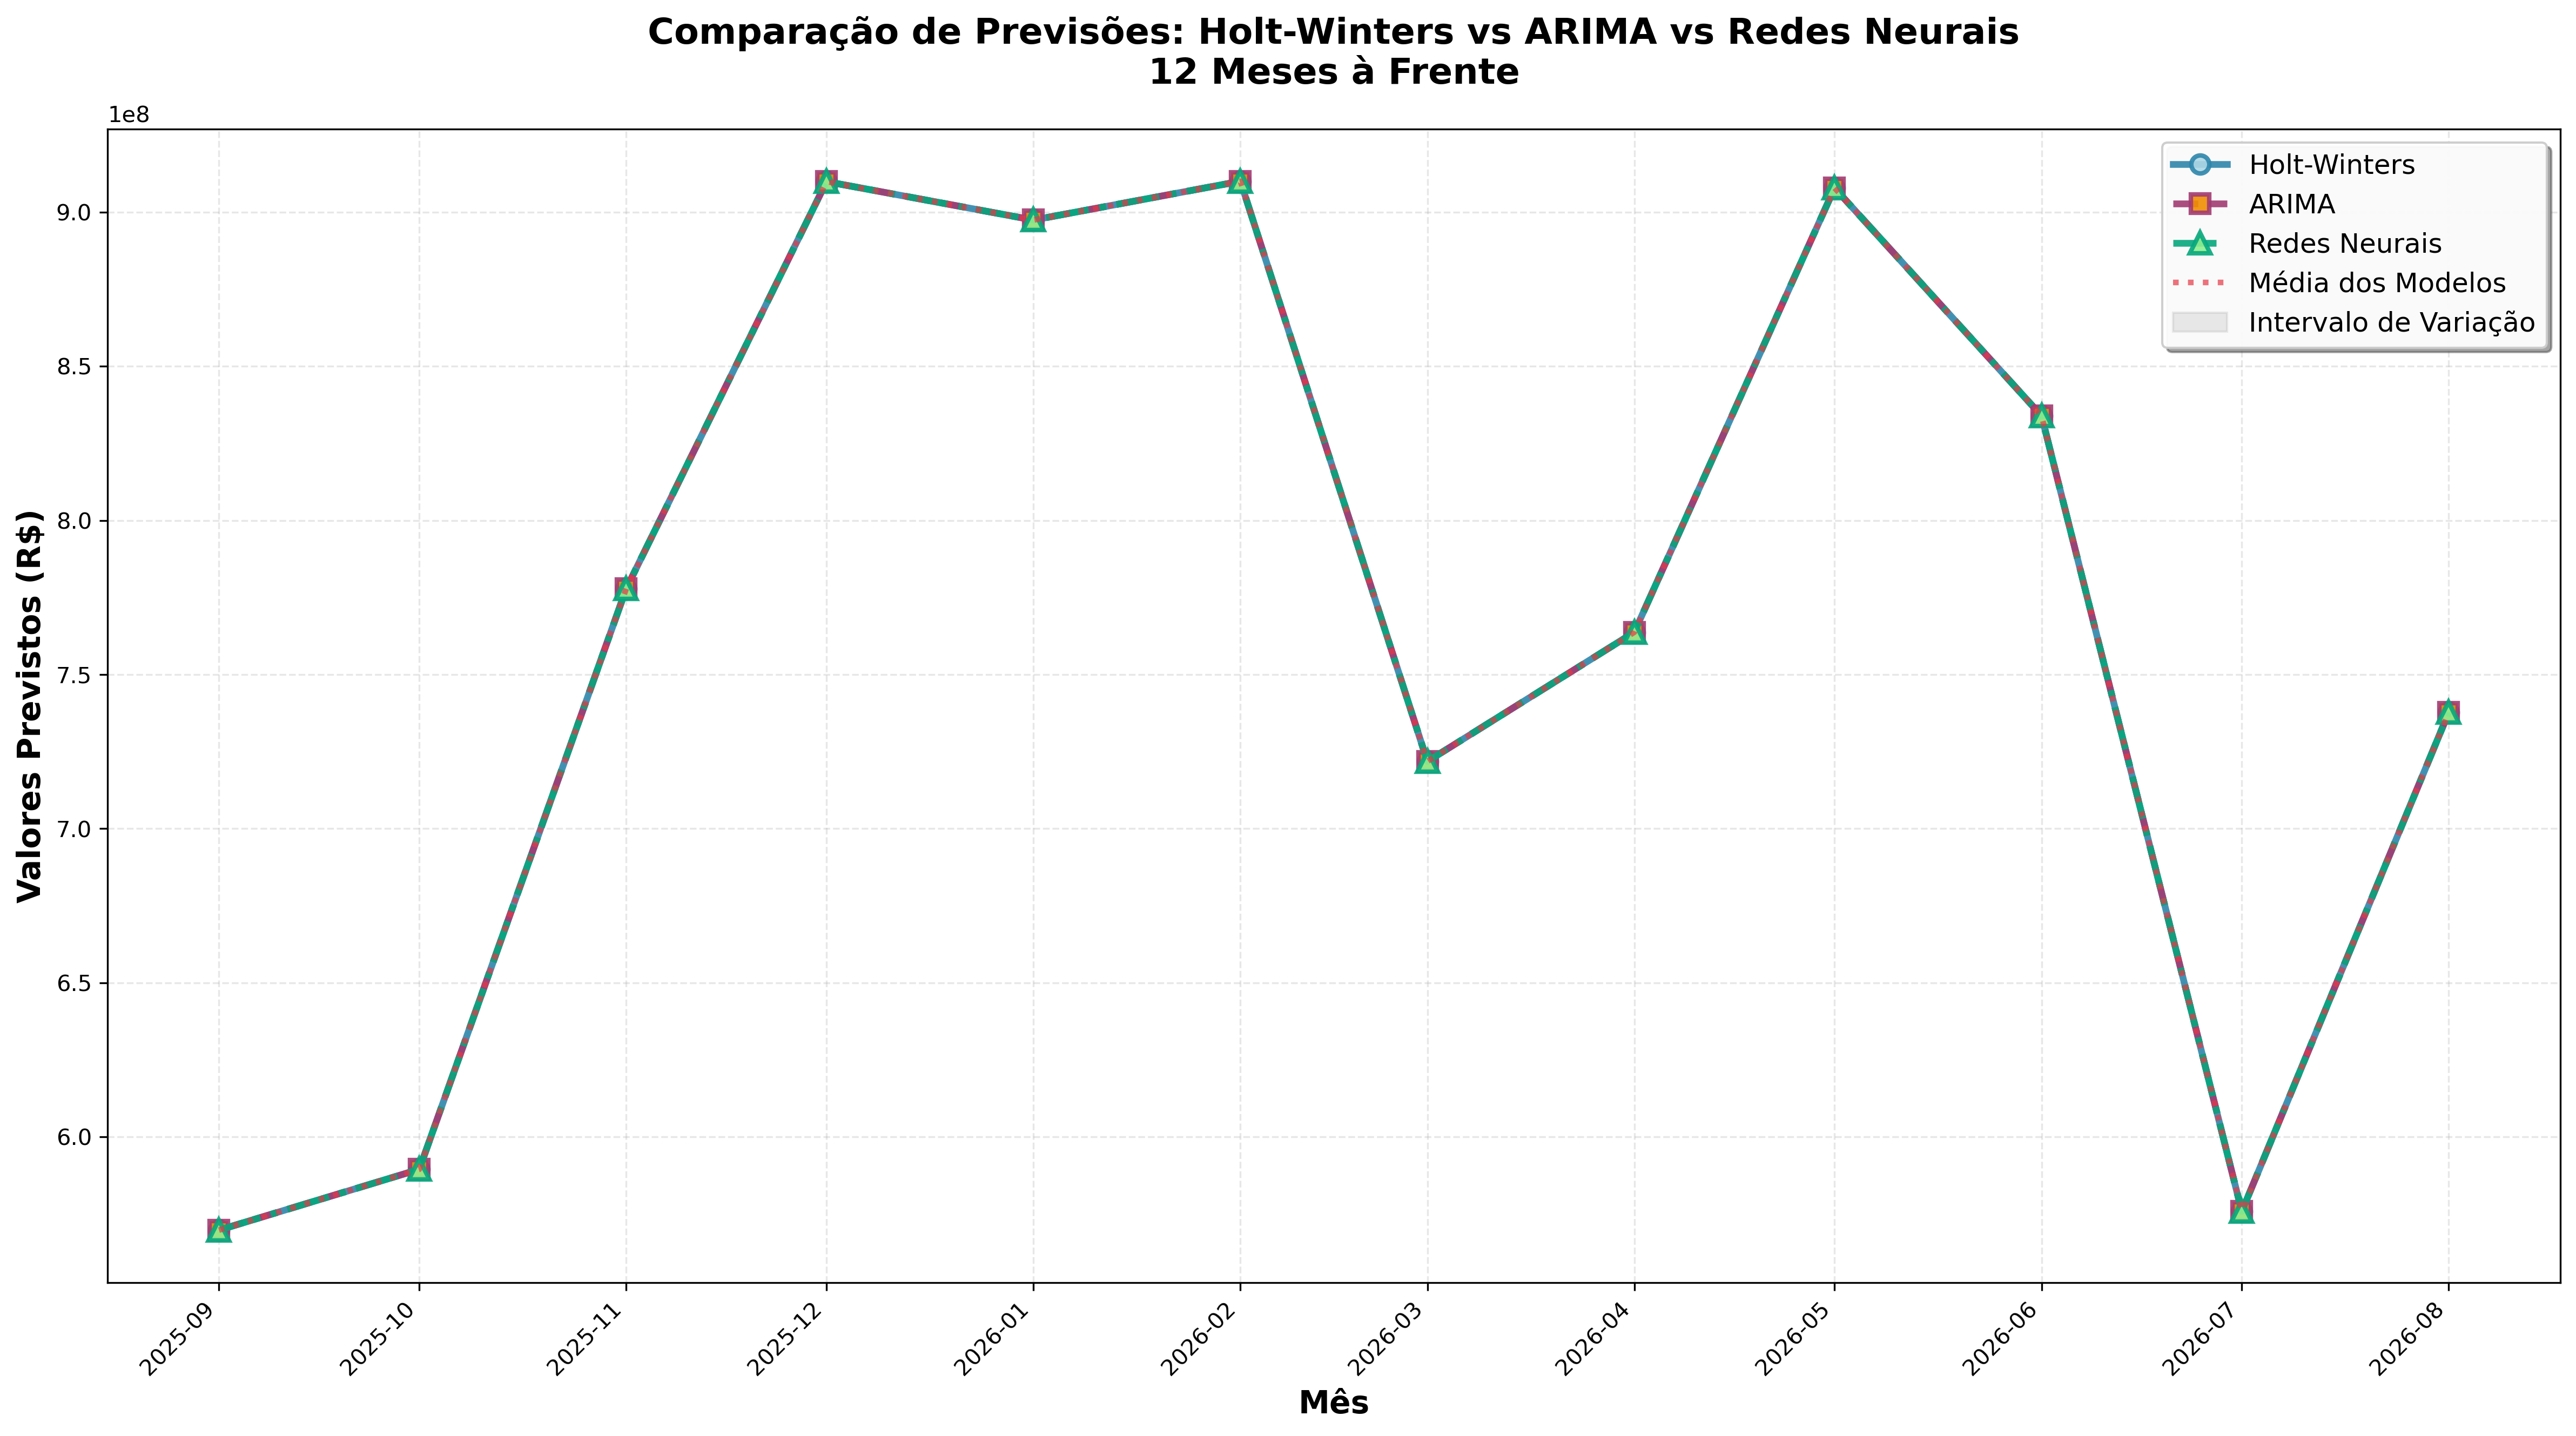 Comparação de Previsões: Holt-Winters vs ARIMA vs Redes Neurais
12 Meses à Frente
1e8
Holt-Winters
ARIMA
Redes Neurais
Média dos Modelos
Intervalo de Variação
Valores Previstos (R$)
9.0
8.5
8.0
7.5
7.0
6.5
6.0
2025-09
2025-10
2025-11
2025-12
2026-01
2026-02
2026-03
2026-04
2026-05
2026-06
2026-07
2026-08
Mês